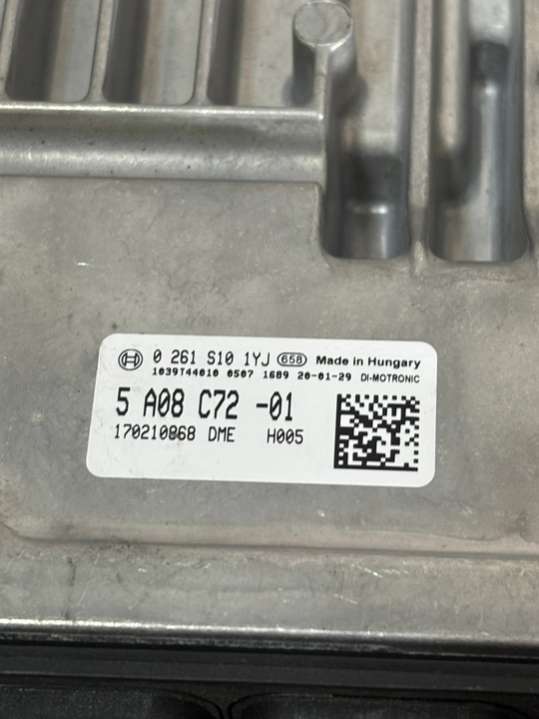 0 261 S10 1YJ 658 Made in Hungary
1039T44010 0507 1689 20-01-29 DI-MOTRONIC
5 A08 C72 -01
170210868 DME H005